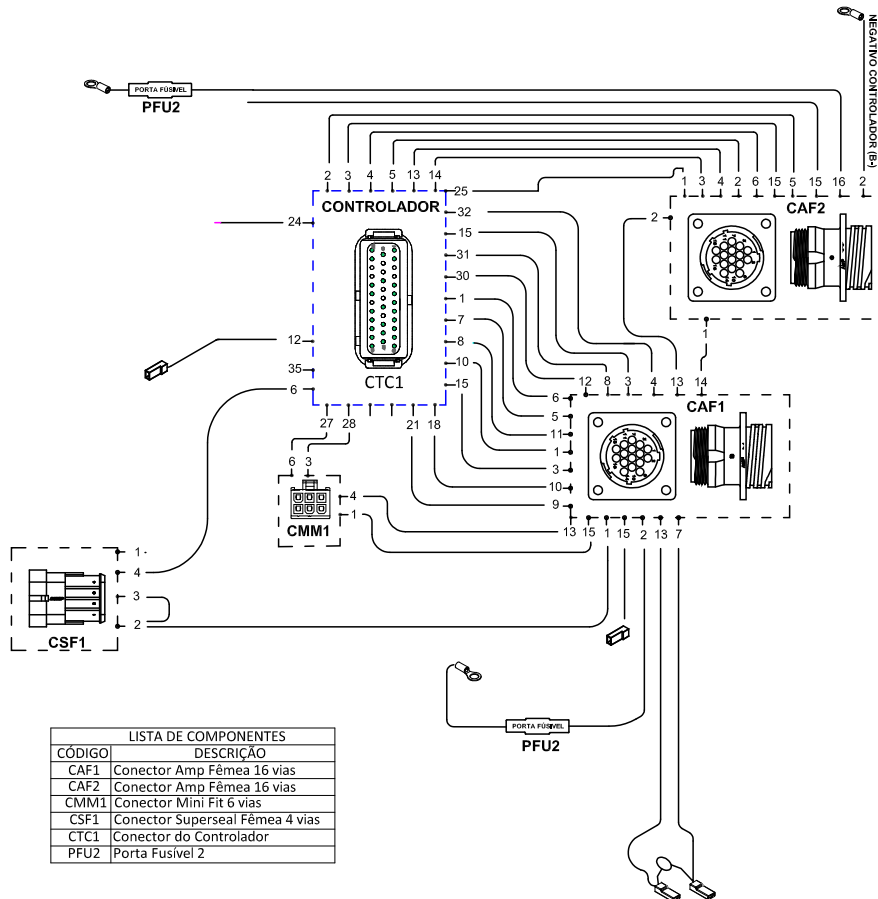 NEGATIVO CONTROLADOR (B-)
PORTA FÚSIVEL
PFU2
2 3 4 5 13 14
1 3 4 2 6 15 5 15 16 2
25
CONTROLADOR
CAF2
24
32
2
15
31
30
1
7
1
12
8
35
10
CTC1
15
6
12 8 3 4 13 14
CAF1
6
5
11
1
3
10
9
27 28 21 18
6 3
4
CMM1
1
13 15 1 15 2 13 7
1
4
3
2
CSF1
PORTA FÚSIVEL
PFU2
LISTA DE COMPONENTES
CÓDIGO DESCRIÇÃO
CAF1 Conector Amp Fêmea 16 vias
CAF2 Conector Amp Fêmea 16 vias
CMM1 Conector Mini Fit 6 vias
CSF1 Conector Superseal Fêmea 4 vias
CTC1 Conector do Controlador
PFU2 Porta Fusível 2